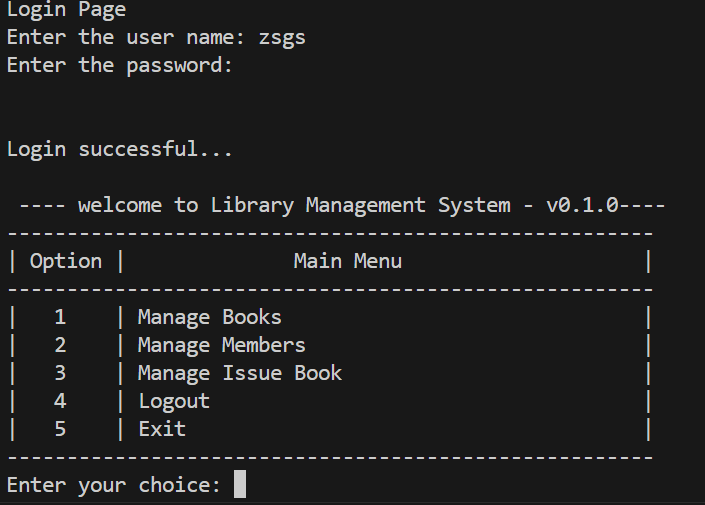 Login Page
Enter the user name: zsgs
Enter the password:
Login successful...
---- welcome to Library Management System - v0.1.0----
------------------------------------------------------
| Option |              Main Menu                    |
------------------------------------------------------
|   1    | Manage Books                              |
|   2    | Manage Members                            |
|   3    | Manage Issue Book                         |
|   4    | Logout                                    |
|   5    | Exit                                      |
------------------------------------------------------
Enter your choice: